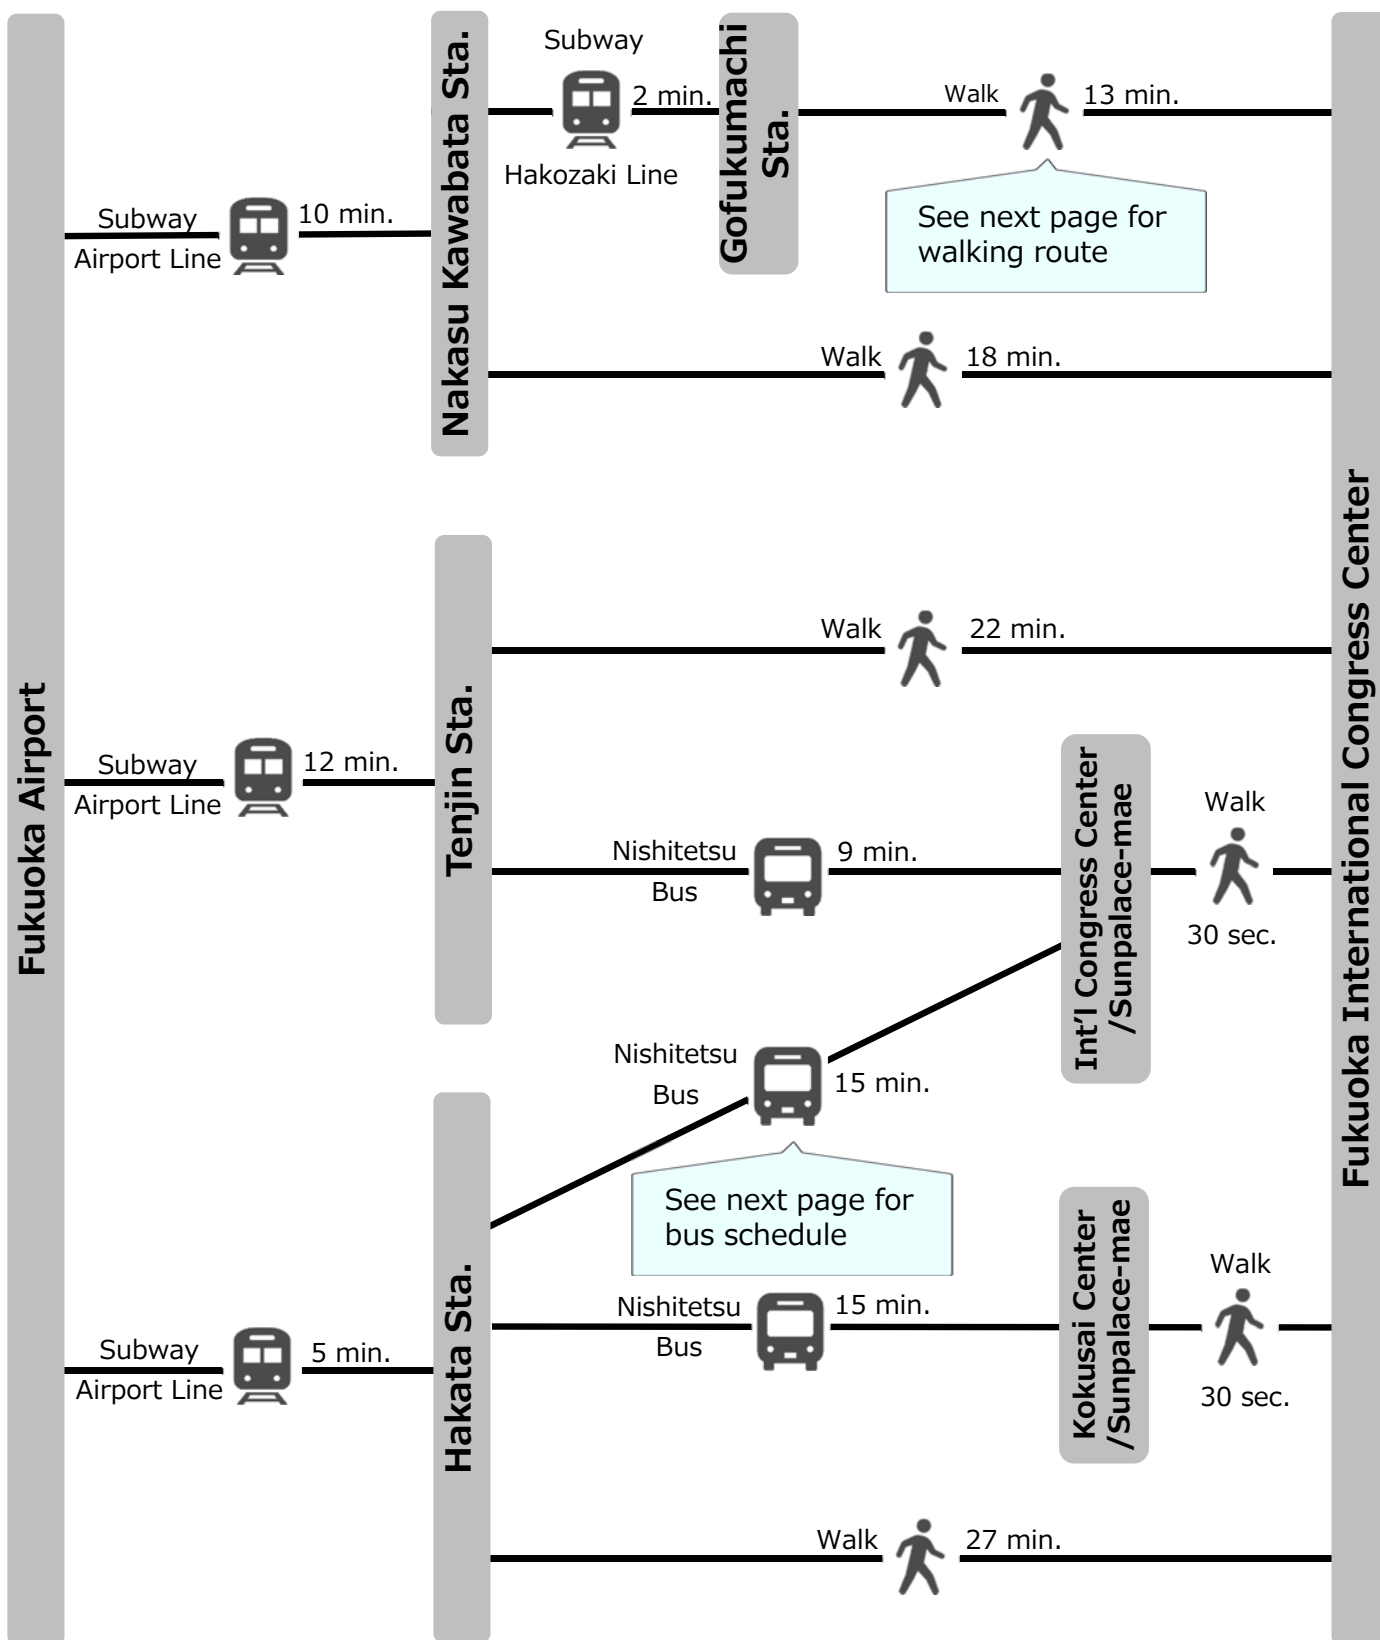 Fukuoka Airport
Subway
Airport Line
10 min.
Nakasu Kawabata Sta.
Subway
2 min.
Hakozaki Line
Gofukumachi
Sta.
Walk
13 min.
See next page for
walking route
Walk
18 min.
Subway
Airport Line
12 min.
Tenjin Sta.
Walk
22 min.
Nishitetsu
Bus
9 min.
Int'l Congress Center
/Sunpalace-mae
Walk
30 sec.
Subway
Airport Line
5 min.
Hakata Sta.
Nishitetsu
Bus
15 min.
See next page for
bus schedule
Nishitetsu
Bus
15 min.
Kokusai Center
/Sunpalace-mae
Walk
30 sec.
Walk
27 min.
Fukuoka International Congress Center